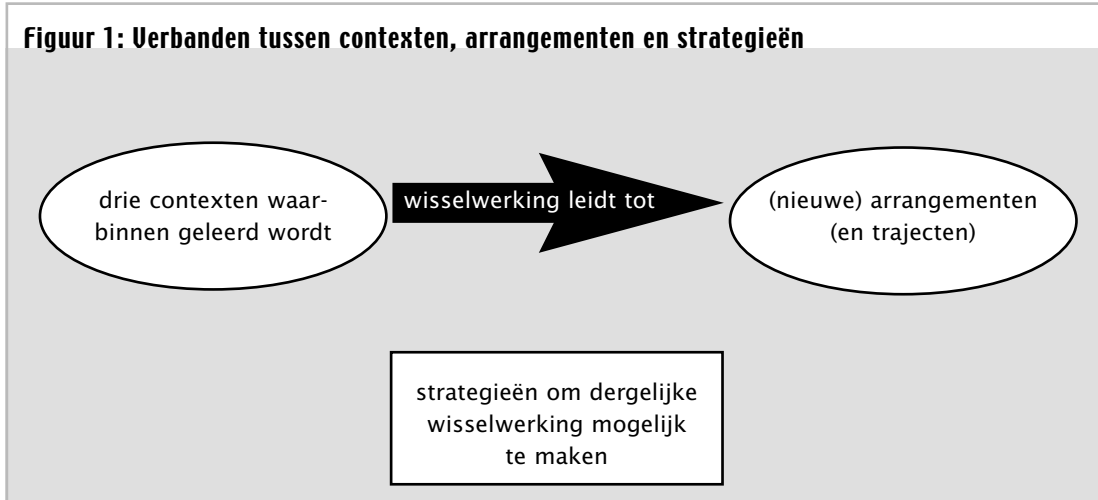 Figuur 1: Verbanden tussen contexten, arrangementen en strategieën
drie contexten waar-
binnen geleerd wordt
wisselwerking leidt tot
(nieuwe) arrangementen
(en trajecten)
strategieën om dergelijke
wisselwerking mogelijk
te maken